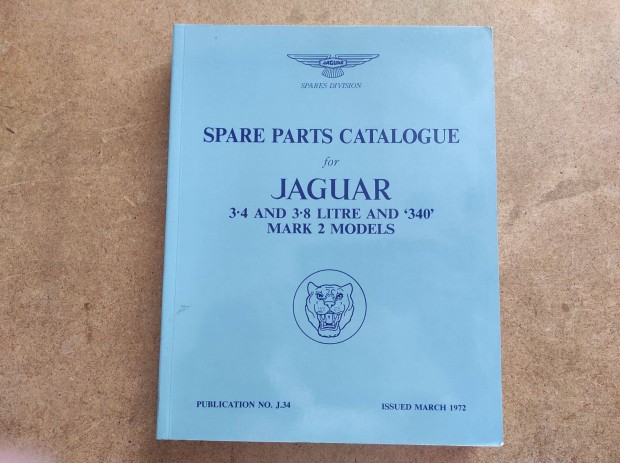 JAGUAR
SPARES DIVISION
SPARE PARTS CATALOGUE
for
JAGUAR
3·4 AND 3·8 LITRE AND ‘340’
MARK 2 MODELS
PUBLICATION NO. J.34 ISSUED MARCH 1972